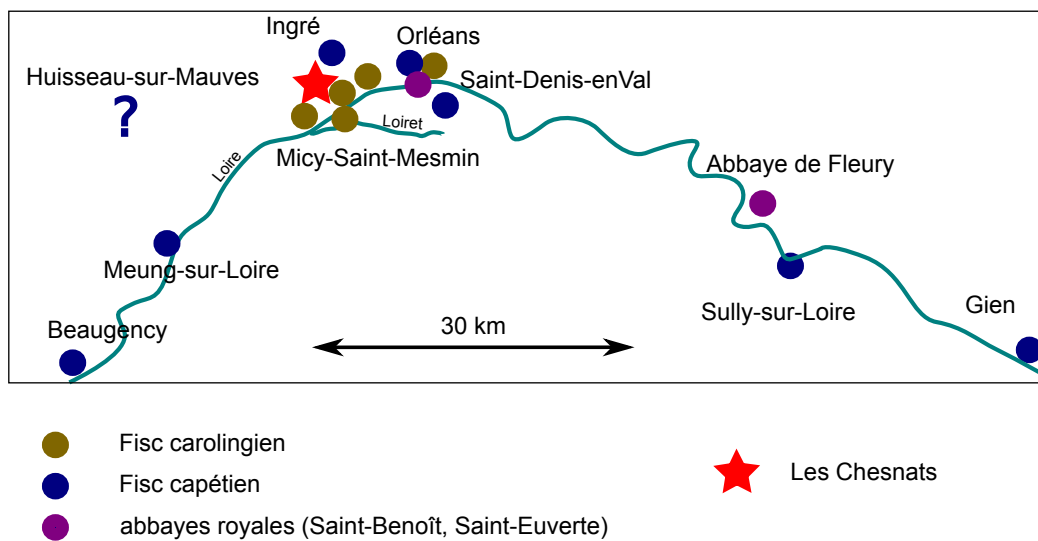 Ingré
Orléans
Huisseau-sur-Mauves
?
Saint-Denis-enVal
Loiret
Loire
Micy-Saint-Mesmin
Abbaye de Fleury
Meung-sur-Loire
Sully-sur-Loire
Gien
Beaugency
30 km
Fisc carolingien
Fisc capétien
abbayes royales (Saint-Benoît, Saint-Euverte)
Les Chesnats